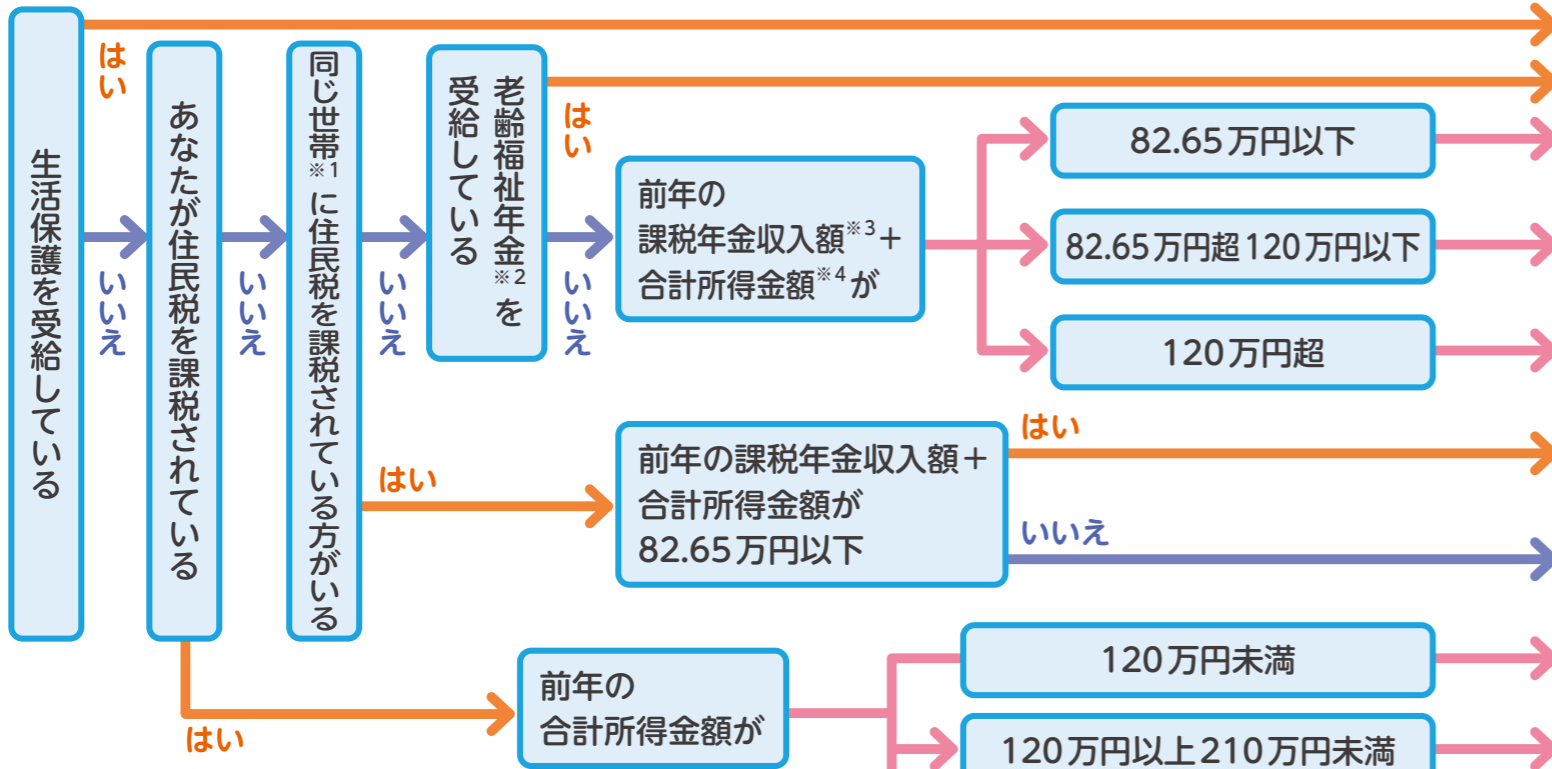 生活保護を受給している
はい
いいえ
あなたが住民税を課税されている
いいえ
はい
同じ世帯※1に住民税を課税されている方がいる
いいえ
はい
老齢福祉年金※2を
受給している
はい
いいえ
前年の
課税年金収入額※3＋
合計所得金額※4が
82.65万円以下
82.65万円超120万円以下
120万円超
前年の課税年金収入額＋
合計所得金額が
82.65万円以下
はい
いいえ
前年の
合計所得金額が
120万円未満
120万円以上210万円未満